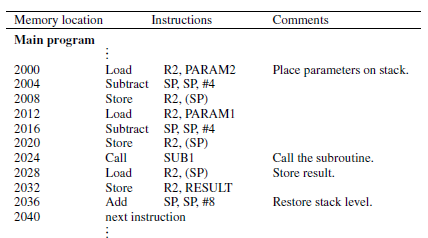 Memory location Instructions Comments
Main program
⋮
2000 Load R2, PARAM2 Place parameters on stack.
2004 Subtract SP, SP, #4
2008 Store R2, (SP)
2012 Load R2, PARAM1
2016 Subtract SP, SP, #4
2020 Store R2, (SP)
2024 Call SUB1 Call the subroutine.
2028 Load R2, (SP) Store result.
2032 Store R2, RESULT
2036 Add SP, SP, #8 Restore stack level.
2040 next instruction
⋮